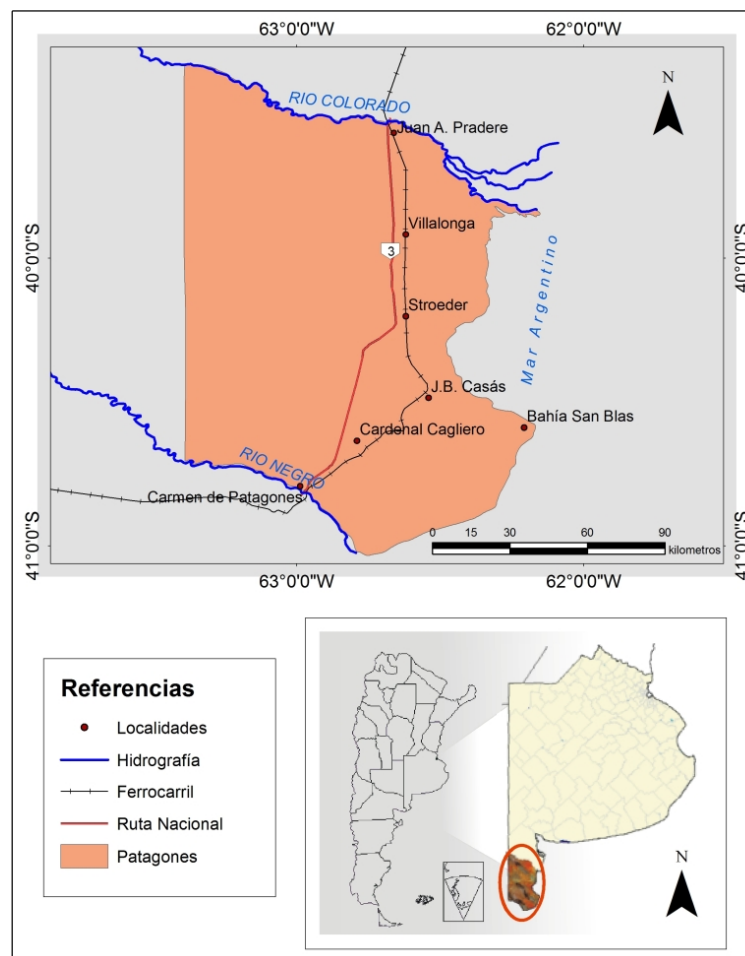 63°0'0"W
62°0'0"W
N
RIO COLORADO
Juan A. Pradere
Villalonga
40°0'0"S
40°0'0"S
3
Mar Argentino
Stroeder
J.B. Casás
Bahía San Blas
Cardenal Cagliero
RIO NEGRO
Carmen de Patagones
0 15 30 60 90
kilometros
41°0'0"S
41°0'0"S
63°0'0"W
62°0'0"W
Referencias
Localidades
Hidrografía
Ferrocarril
Ruta Nacional
Patagones
N